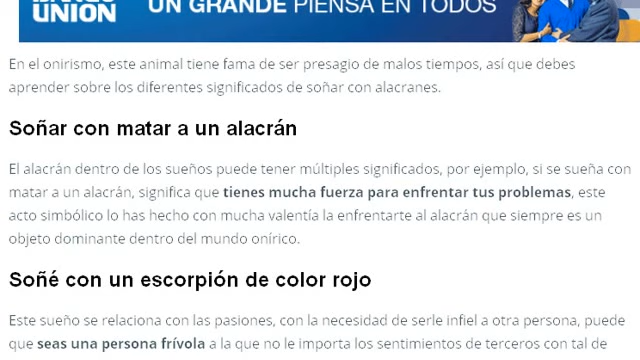 UNION
UN GRANDE PIENSA EN TODOS
En el onirismo, este animal tiene fama de ser presagio de malos tiempos, así que debes
aprender sobre los diferentes significados de soñar con alacranes.
Soñar con matar a un alacrán
El alacrán dentro de los sueños puede tener múltiples significados, por ejemplo, si se sueña con
matar a un alacrán, significa que tienes mucha fuerza para enfrentar tus problemas, este
acto simbólico lo has hecho con mucha valentía la enfrentarte al alacrán que siempre es un
objeto dominante dentro del mundo onírico.
Soñé con un escorpión de color rojo
Este sueño se relaciona con las pasiones, con la necesidad de serle infiel a otra persona, puede
que seas una persona frívola a la que no le importa los sentimientos de terceros con tal de